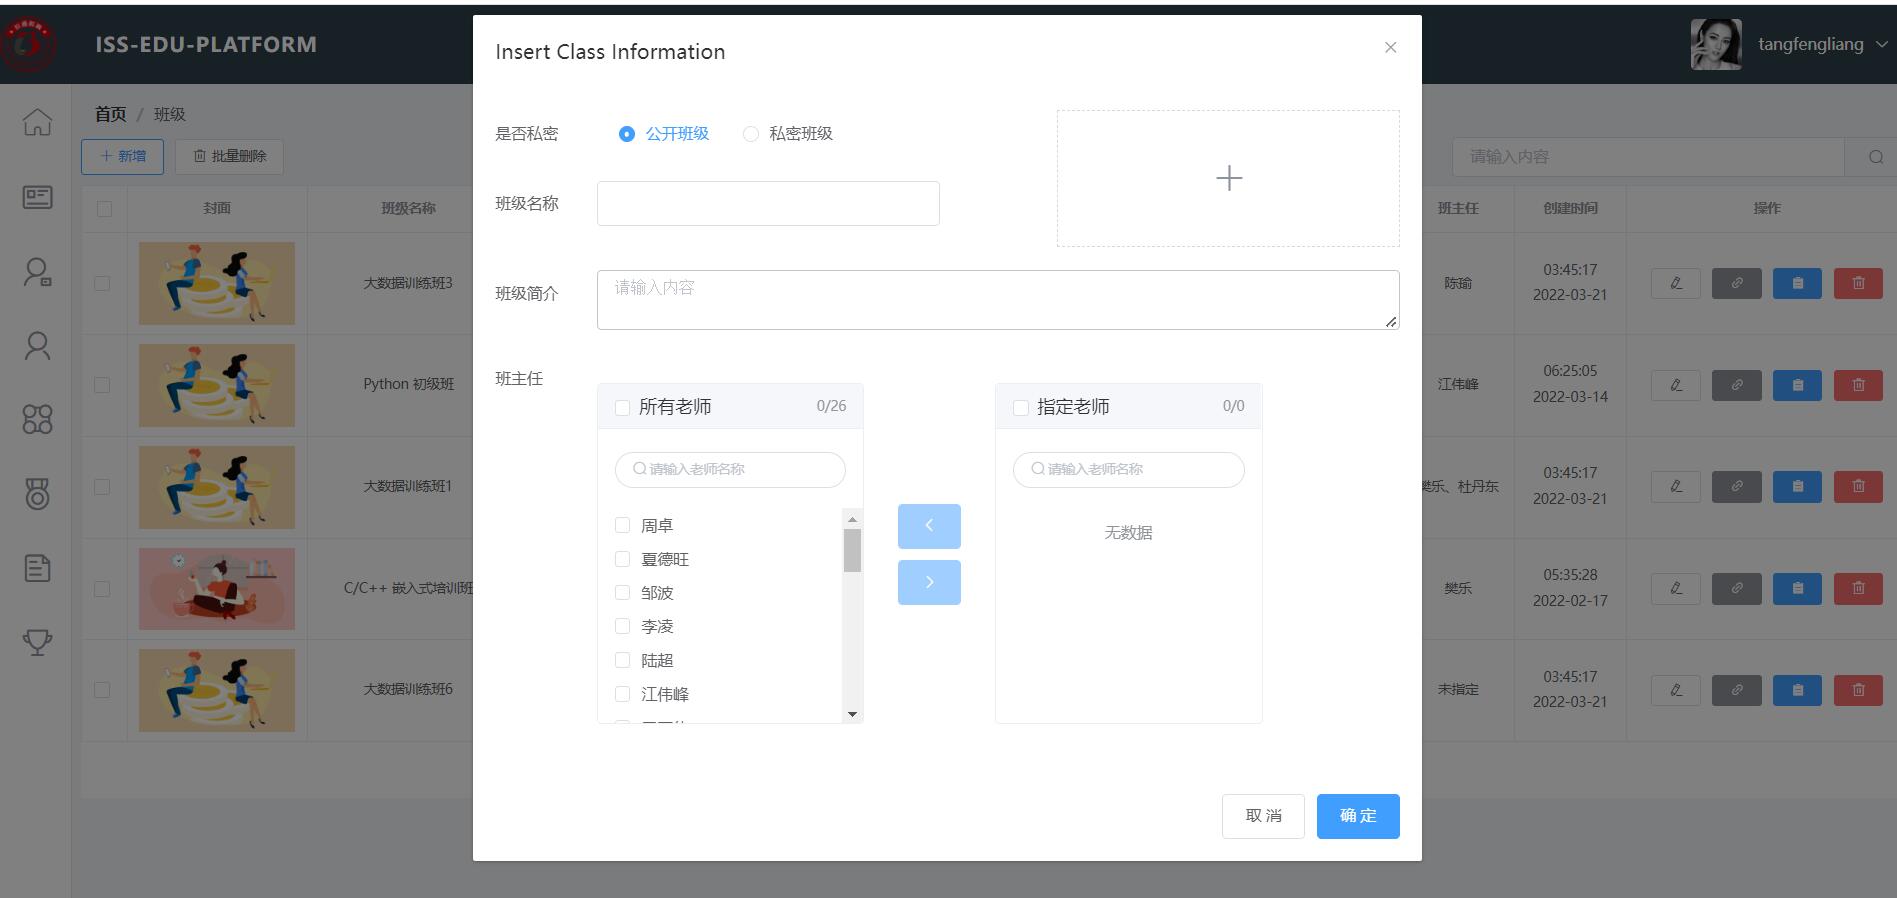 ISS-EDU-PLATFORM
tangfengliang
首页 / 班级
新增
批量删除
请输入内容
封面
班级名称
班主任
创建时间
操作
大数据训练班3
陈瑜
03:45:17
2022-03-21
Python 初级班
江伟峰
06:25:05
2022-03-14
大数据训练班1
樊乐、杜丹东
03:45:17
2022-03-21
C/C++ 嵌入式培训班
樊乐
05:35:28
2022-02-17
大数据训练班6
未指定
03:45:17
2022-03-21
Insert Class Information
是否私密
公开班级
私密班级
班级名称
班级简介
请输入内容
班主任
所有老师 0/26
请输入老师名称
周卓
夏德旺
邹波
李凌
陆超
江伟峰
指定老师 0/0
请输入老师名称
无数据
取 消
确 定